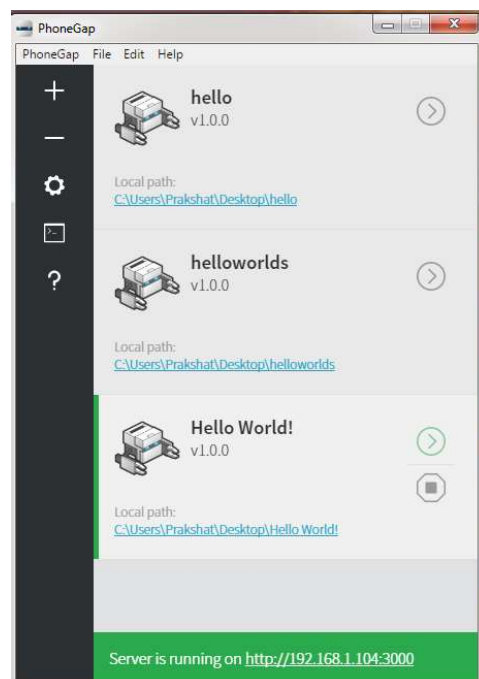 PhoneGap
PhoneGap File Edit Help
hello
v1.0.0
Local path:
C:\Users\Prakshat\Desktop\hello
helloworlds
v1.0.0
Local path:
C:\Users\Prakshat\Desktop\helloworlds
Hello World!
v1.0.0
Local path:
C:\Users\Prakshat\Desktop\Hello World!
Server is running on http://192.168.1.104:3000